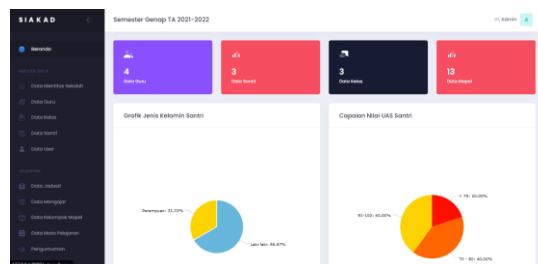 SIAKAD
Semester Genap TA 2021-2022
Hi, Admin
A
Beranda
MASTER DATA
Data Identitas Sekolah
Data Guru
Data Kelas
Data Santri
Data User
Data Jadwal
Data Mengajar
Data Kelompok Mapel
Data Mata Pelajaran
Pengumuman
4
Data Guru
3
Data Santri
3
Data Kelas
13
Data Mapel
Grafik Jenis Kelamin Santri
Perempuan: 33.33%
Laki-laki: 66.67%
Capaian Nilai UAS Santri
< 70: 20.00%
90-100: 40.00%
70 - 90: 40.00%